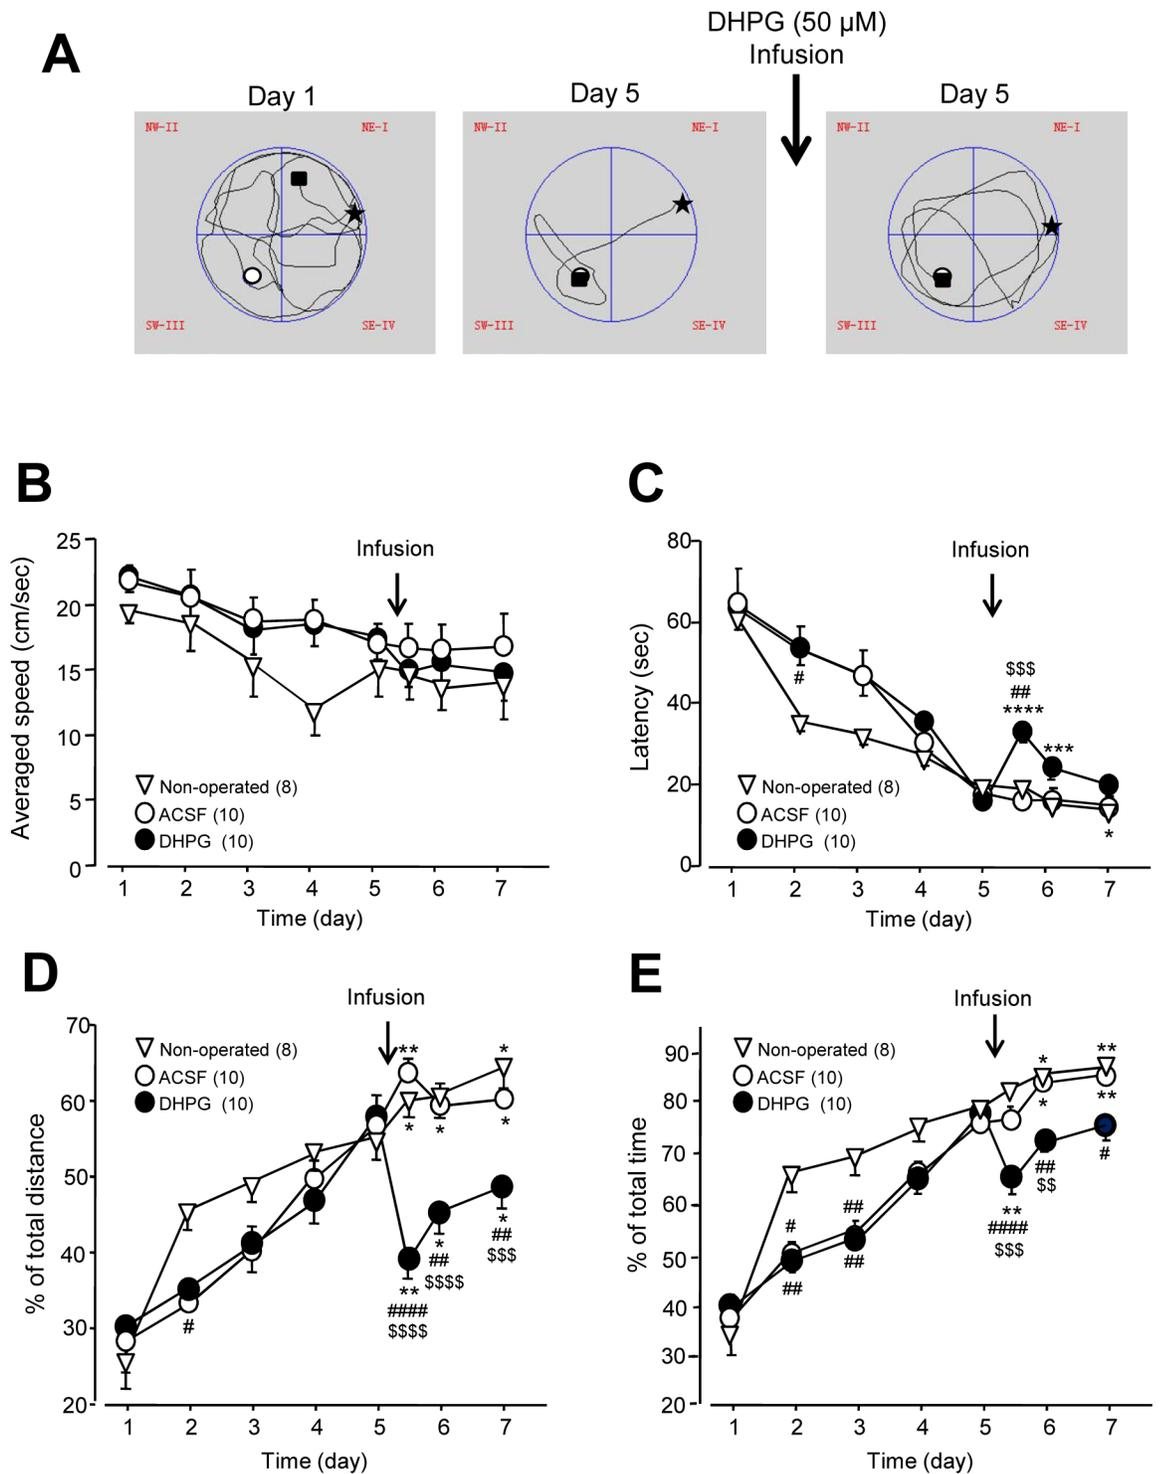 A
DHPG (50 µM)
Infusion
Day 1
Day 5
Day 5
NW-II
NE-I
NW-II
NE-I
NW-II
NE-I
SW-III
SE-IV
SW-III
SE-IV
SW-III
SE-IV
B
Averaged speed (cm/sec)
25
20
15
10
5
0
Infusion
Non-operated (8)
ACSF (10)
DHPG (10)
1 2 3 4 5 6 7
Time (day)
C
Latency (sec)
80
60
40
20
0
Infusion
#
$$$
##
****
***
*
Non-operated (8)
ACSF (10)
DHPG (10)
1 2 3 4 5 6 7
Time (day)
D
% of total distance
70
60
50
40
30
20
Infusion
Non-operated (8)
ACSF (10)
DHPG (10)
**
*
*
*
*
#
**
####
$$$$
*
##
$$$$
*
##
$$$
1 2 3 4 5 6 7
Time (day)
E
% of total time
90
80
70
60
50
40
30
20
Infusion
Non-operated (8)
ACSF (10)
DHPG (10)
*
**
*
**
#
##
##
##
**
####
$$$
##
$$
#
1 2 3 4 5 6 7
Time (day)